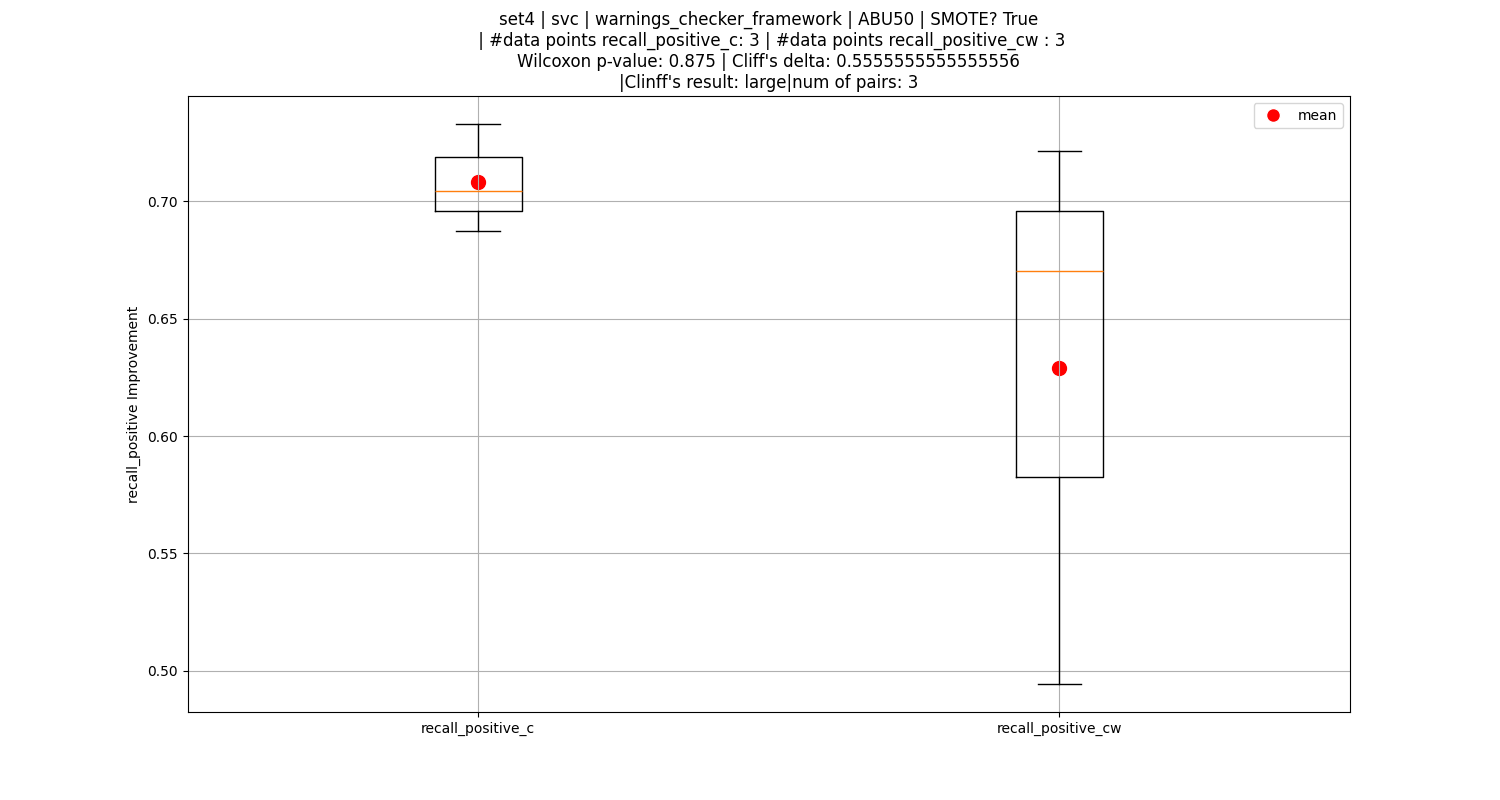 set4 | svc | warnings_checker_framework | ABU50 | SMOTE? True
| #data points recall_positive_c: 3 | #data points recall_positive_cw : 3
Wilcoxon p-value: 0.875 | Cliff's delta: 0.5555555555555556
|Clinff's result: large|num of pairs: 3
mean
0.70
0.65
0.60
0.55
0.50
recall_positive Improvement
recall_positive_c
recall_positive_cw